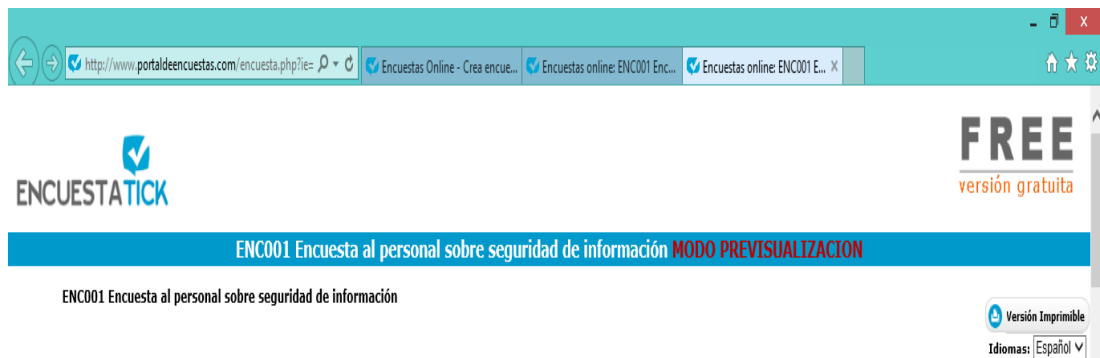 http://www.portaldeencuestas.com/encuesta.php?ie=
Encuestas Online - Crea encue...
Encuestas online: ENC001 Enc...
Encuestas online: ENC001 E...
ENCUESTATICK
FREE
versión gratuita
ENC001 Encuesta al personal sobre seguridad de información MODO PREVISUALIZACION
ENC001 Encuesta al personal sobre seguridad de información
Versión Imprimible
Idiomas: Español